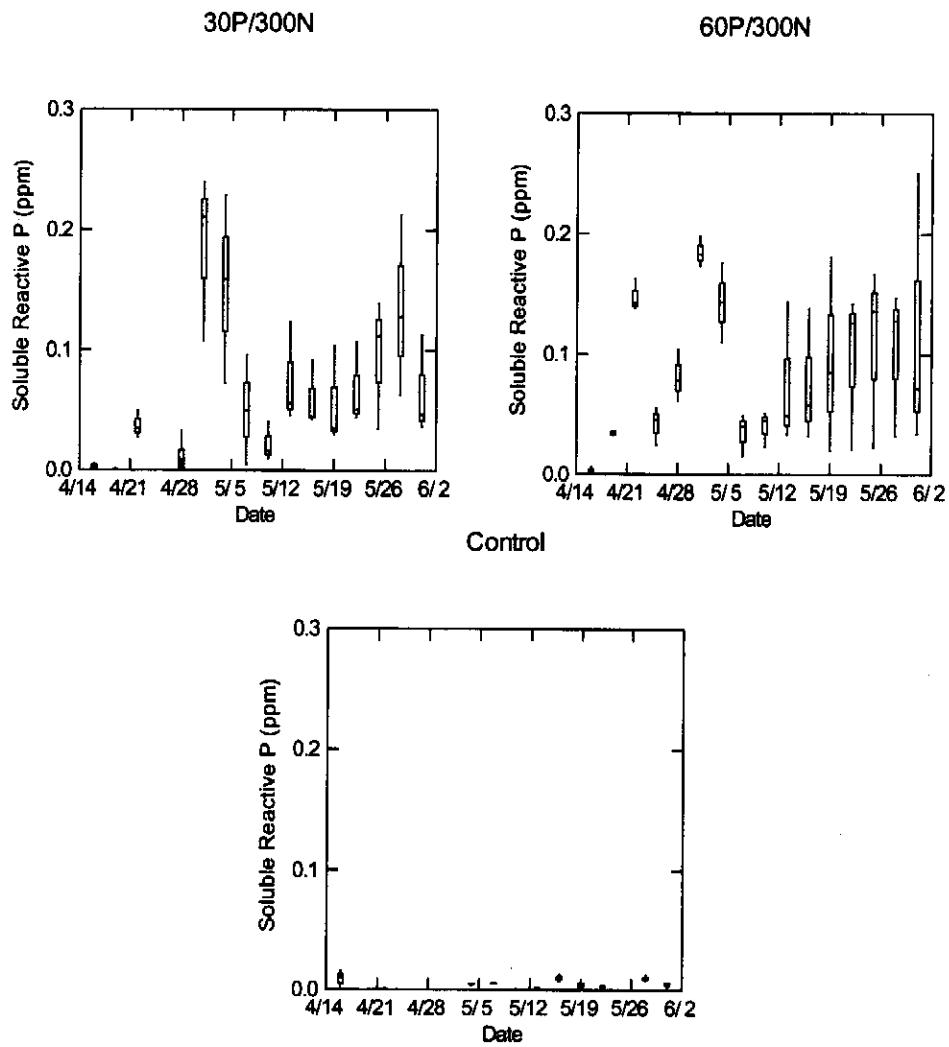 30P/300N
60P/300N
Soluble Reactive P (ppm)
0.3
0.2
0.1
0.0
4/14 4/21 4/28 5/ 5 5/12 5/19 5/26 6/ 2
Date
Soluble Reactive P (ppm)
0.3
0.2
0.1
0.0
4/14 4/21 4/28 5/ 5 5/12 5/19 5/26 6/ 2
Date
Control
Soluble Reactive P (ppm)
0.3
0.2
0.1
0.0
4/14 4/21 4/28 5/ 5 5/12 5/19 5/26 6/ 2
Date